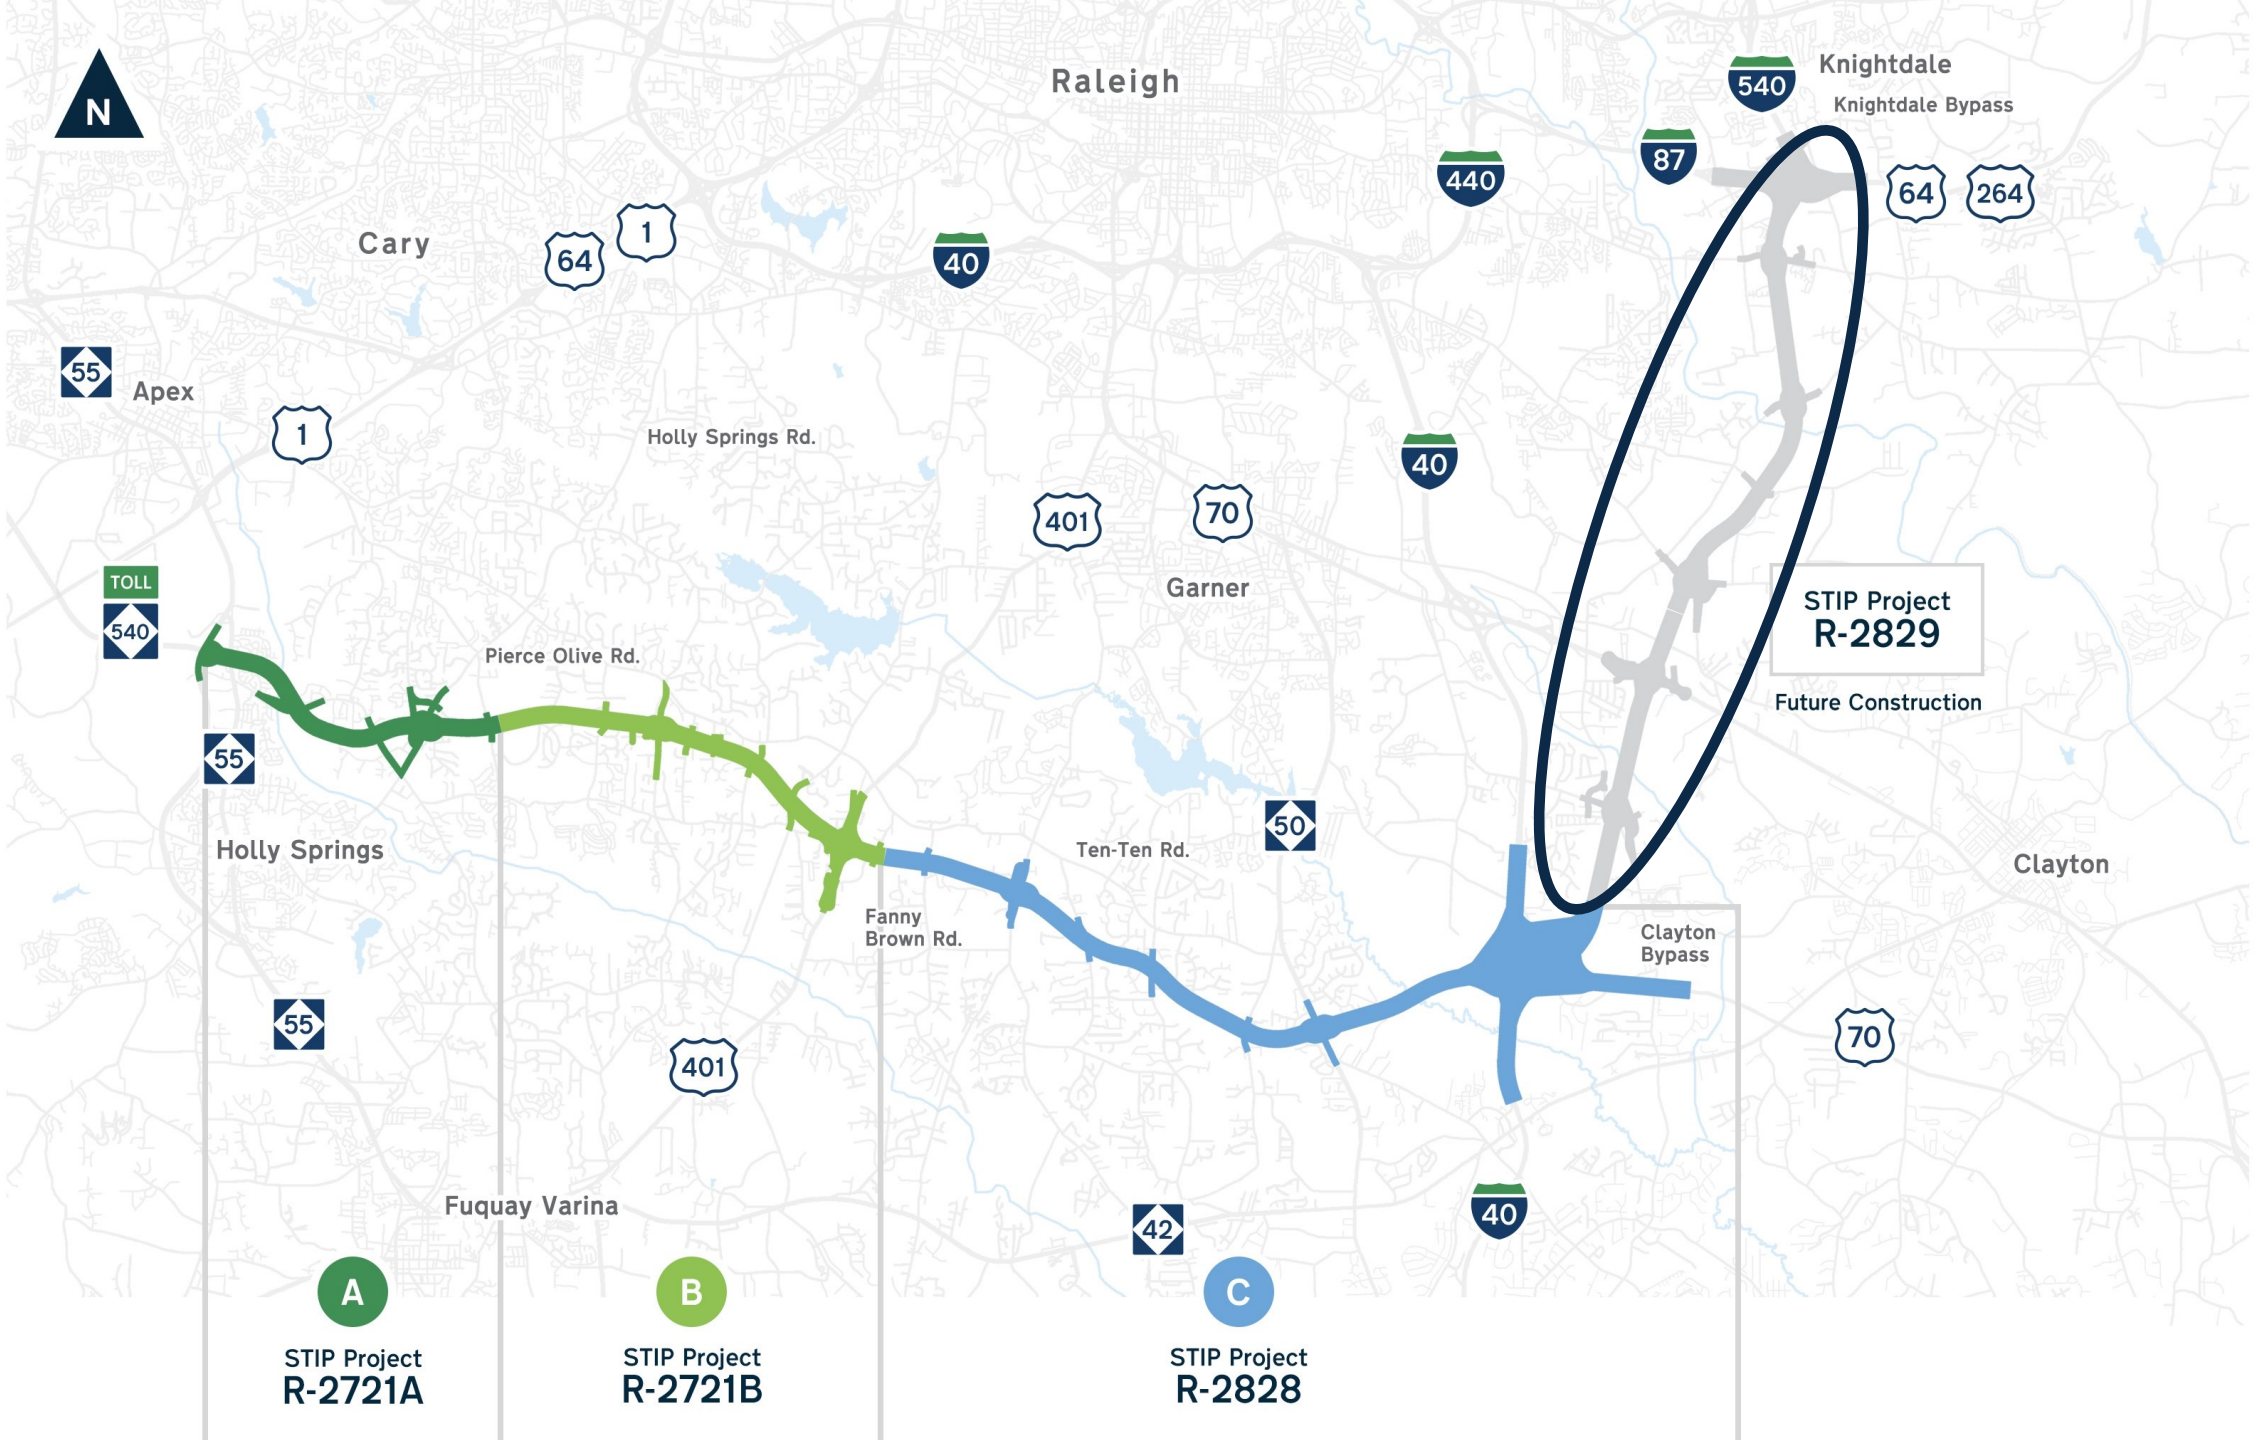 N
Raleigh
540
Knightdale
Knightdale Bypass
87
440
64
264
Cary
64
1
40
55
Apex
1
Holly Springs Rd.
40
401
70
Garner
TOLL
540
STIP Project
R-2829
Future Construction
Pierce Olive Rd.
55
Holly Springs
50
Ten-Ten Rd.
Clayton
Fanny
Brown Rd.
Clayton
Bypass
55
401
70
Fuquay Varina
42
40
A
STIP Project
R-2721A
B
STIP Project
R-2721B
C
STIP Project
R-2828